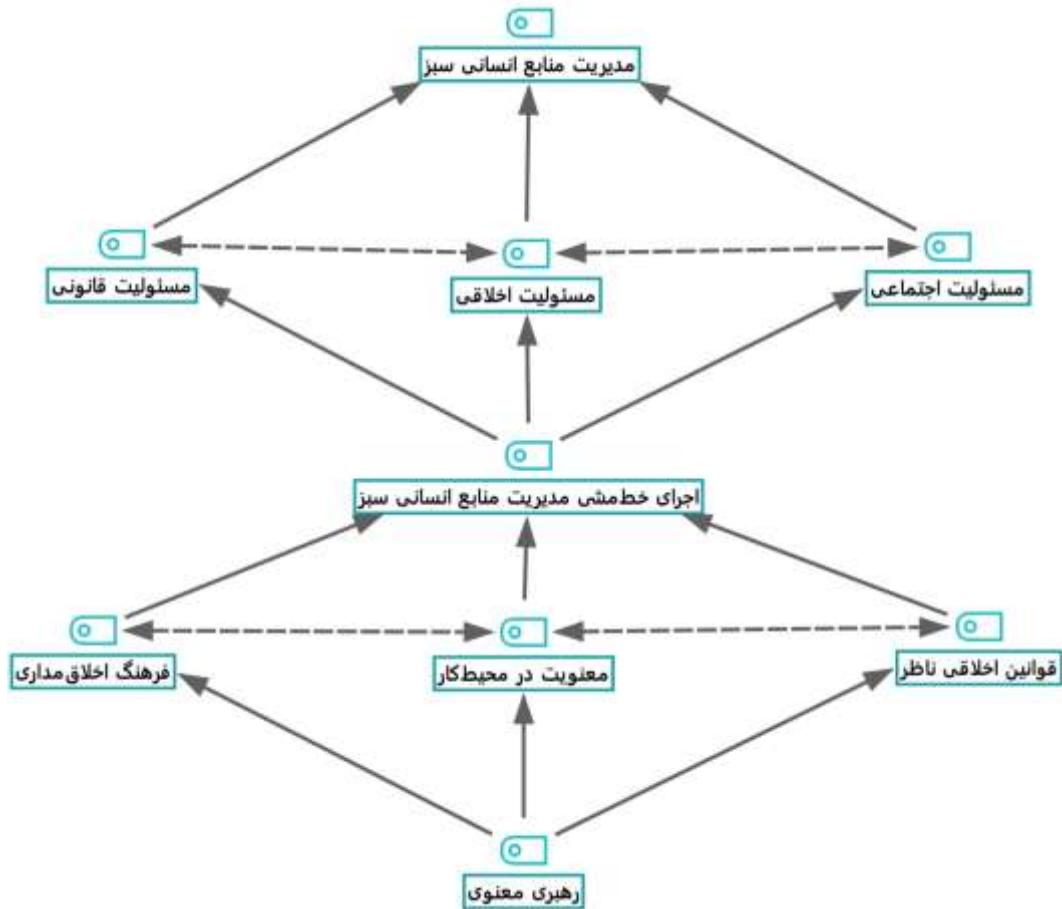 مدیریت منابع انسانی سبز
مسئولیت اجتماعی
مسئولیت اخلاقی
مسئولیت قانونی
اجرای خط‌مشی مدیریت منابع انسانی سبز
قوانین اخلاقی ناظر
معنویت در محیط‌کار
فرهنگ اخلاق‌مداری
رهبری معنوی